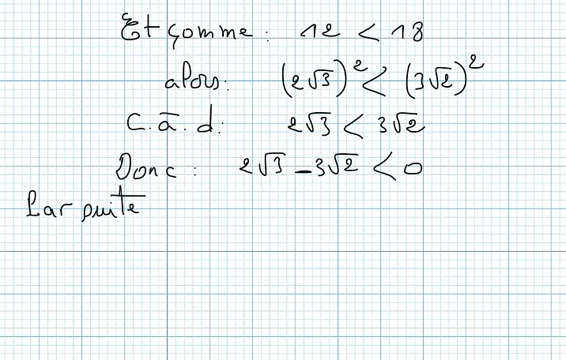 Et comme : 12 < 18
alors : (2√3)² < (3√2)²
c.à.d : 2√3 < 3√2
Donc : 2√3 - 3√2 < 0
Par suite